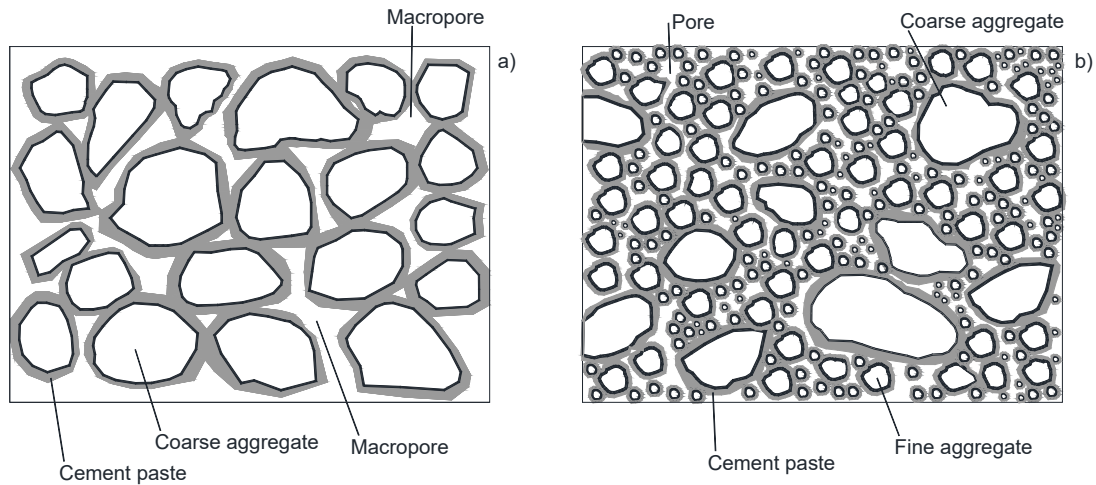 Macropore
a)
Coarse aggregate
Macropore
Cement paste
Pore
Coarse aggregate
b)
Fine aggregate
Cement paste